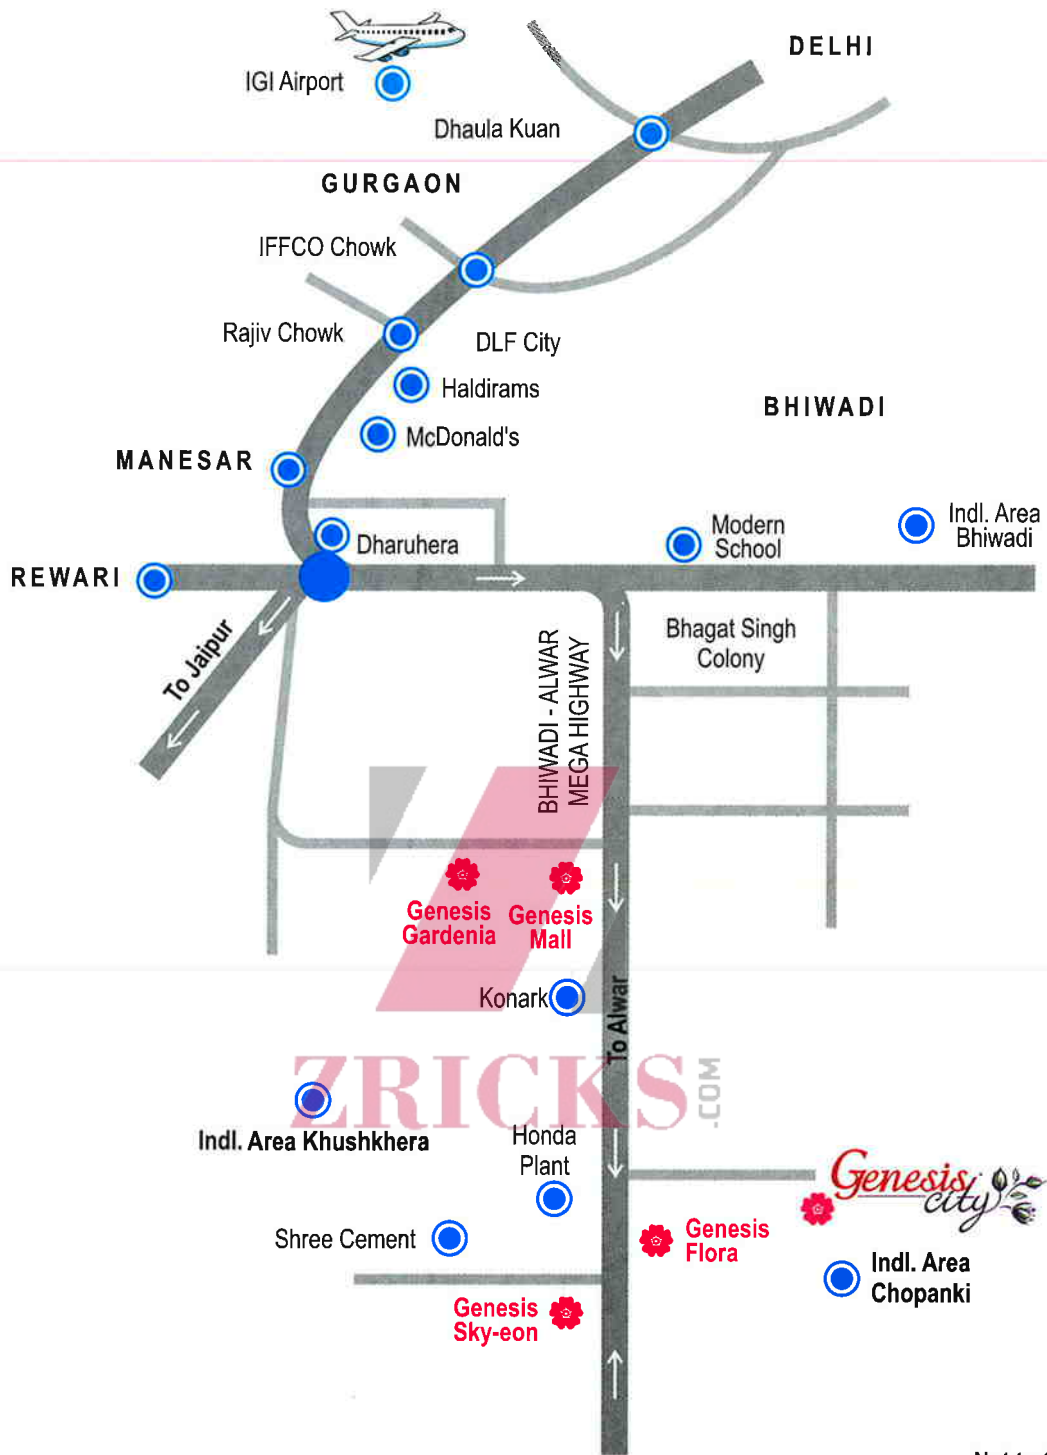 DELHI
IGI Airport
Dhaula Kuan
GURGAON
IFFCO Chowk
Rajiv Chowk
DLF City
Haldirams
BHIWADI
McDonald's
MANESAR
Indl. Area
Bhiwadi
Modern
School
Dharuhera
REWARI
To Jaipur
BHIWADI - ALWAR
MEGA HIGHWAY
Bhagat Singh
Colony
Genesis
Gardenia
Genesis
Mall
Konark
To Alwar
ZRICKS
.COM
Indl. Area Khushkhera
Honda
Plant
Genesis
city
Shree Cement
Genesis
Flora
Indl. Area
Chopanki
Genesis
Sky-eon